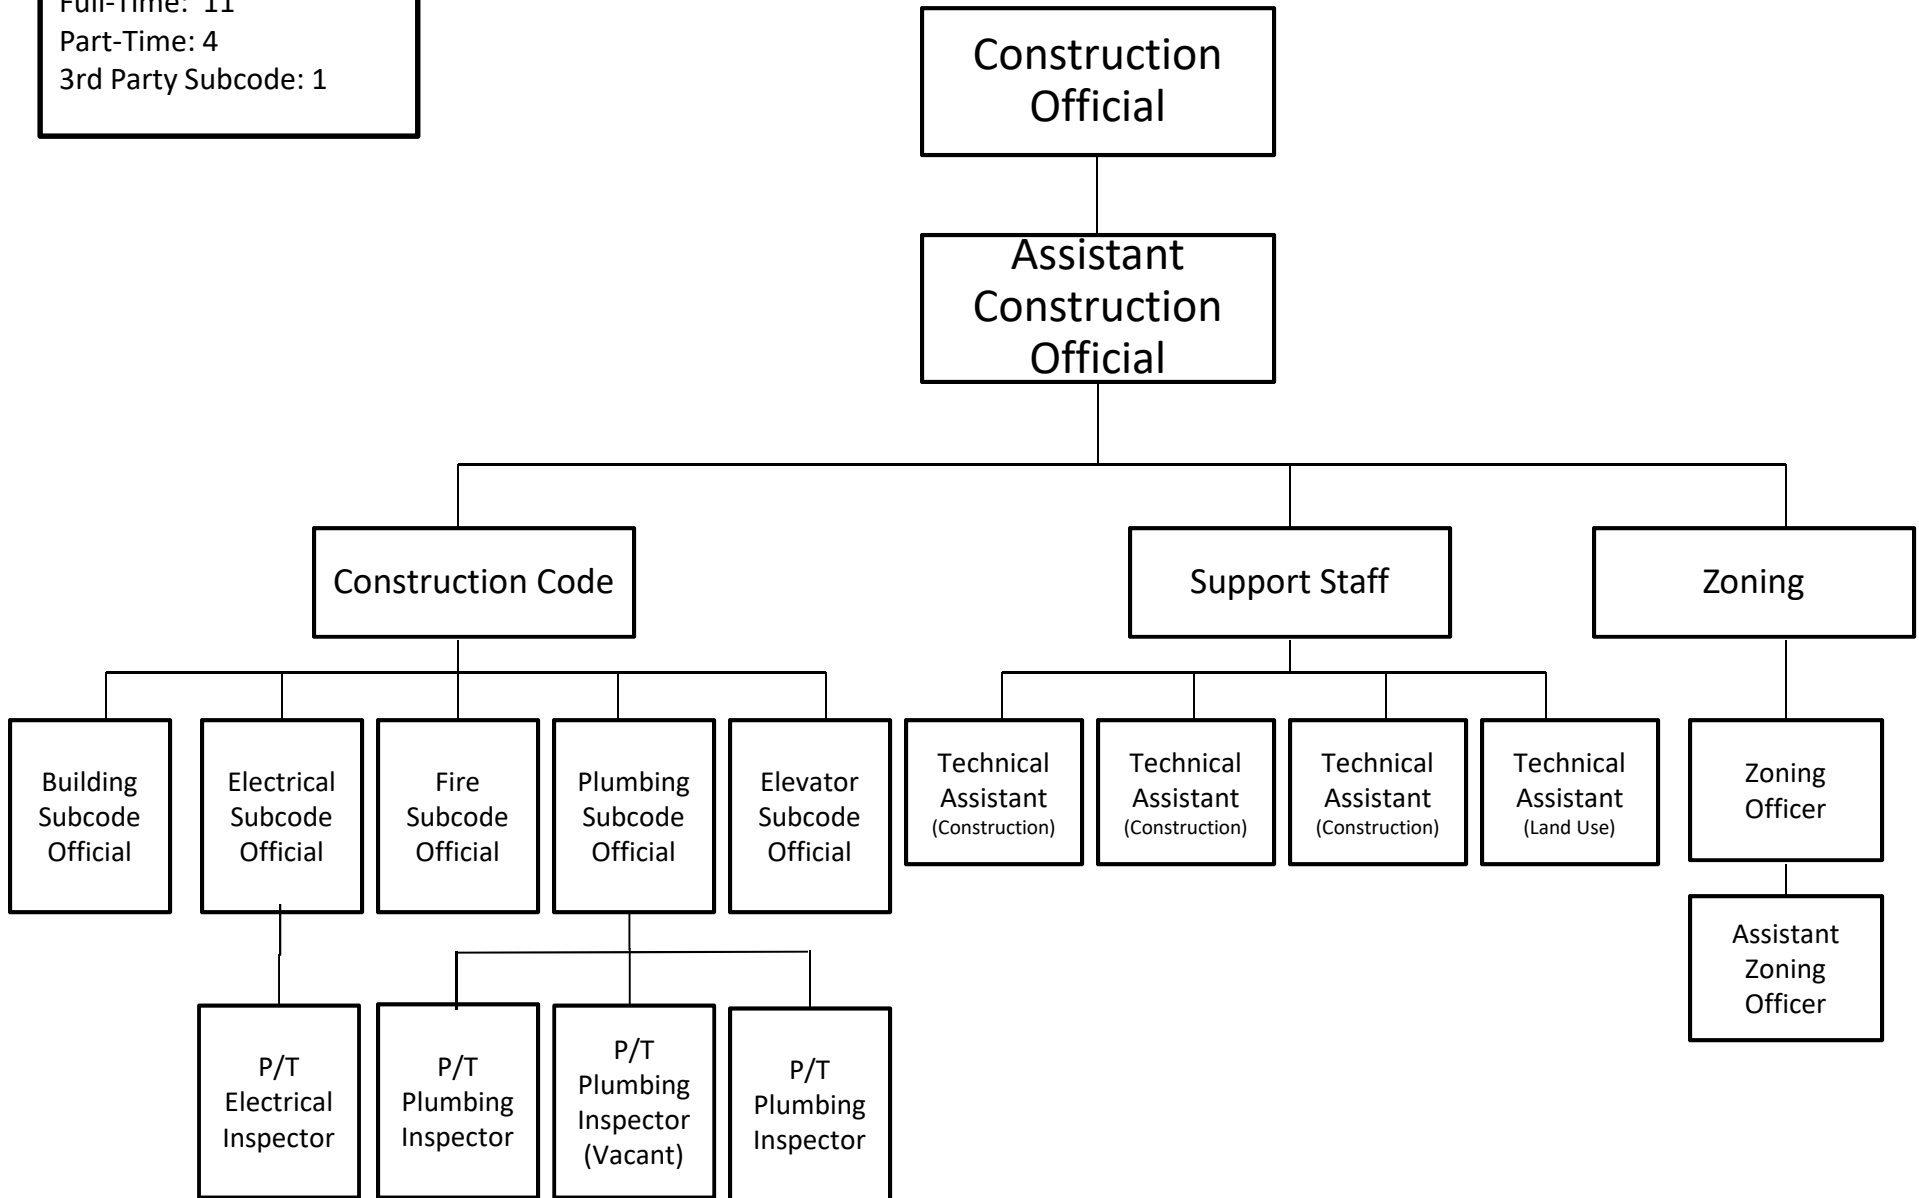 Full-Time: 11
Part-Time: 4
3rd Party Subcode: 1
Construction
Official
Assistant
Construction
Official
Construction Code
Support Staff
Zoning
Building
Subcode
Official
Electrical
Subcode
Official
Fire
Subcode
Official
Plumbing
Subcode
Official
Elevator
Subcode
Official
Technical
Assistant
(Construction)
Technical
Assistant
(Construction)
Technical
Assistant
(Construction)
Technical
Assistant
(Land Use)
Zoning
Officer
Assistant
Zoning
Officer
P/T
Electrical
Inspector
P/T
Plumbing
Inspector
P/T
Plumbing
Inspector
(Vacant)
P/T
Plumbing
Inspector